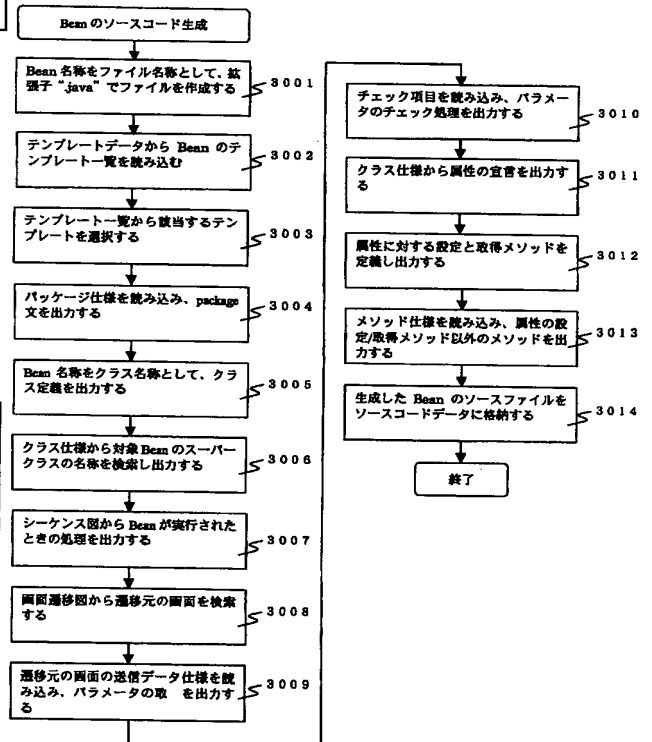 Bean のソースコード生成
Bean 名称をファイル名称として、拡
張子 “.java” でファイルを作成する
3001
テンプレートデータから Bean のテ
ンプレート一覧を読み込む
3002
テンプレート一覧から該当するテン
プレートを選択する
3003
パッケージ仕様を読み込み、package
文を出力する
3004
Bean 名称をクラス名称として、クラ
ス定義を出力する
3005
クラス仕様から対象 Bean のスーパー
クラスの名称を検索し出力する
3006
シーケンス図から Bean が実行された
ときの処理を出力する
3007
画面遷移図から遷移元の画面を検索
する
3008
遷移元の画面の送信データ仕様を読
み込み、パラメータの取 を出力す
る
3009
チェック項目を読み込み、パラメー
タのチェック処理を出力する
3010
クラス仕様から属性の宣言を出力す
る
3011
属性に対する設定と取得メソッドを
定義し出力する
3012
メソッド仕様を読み込み、属性の設
定/取得メソッド以外のメソッドを出
力する
3013
生成した Bean のソースファイルを
ソースコードデータに格納する
3014
終了